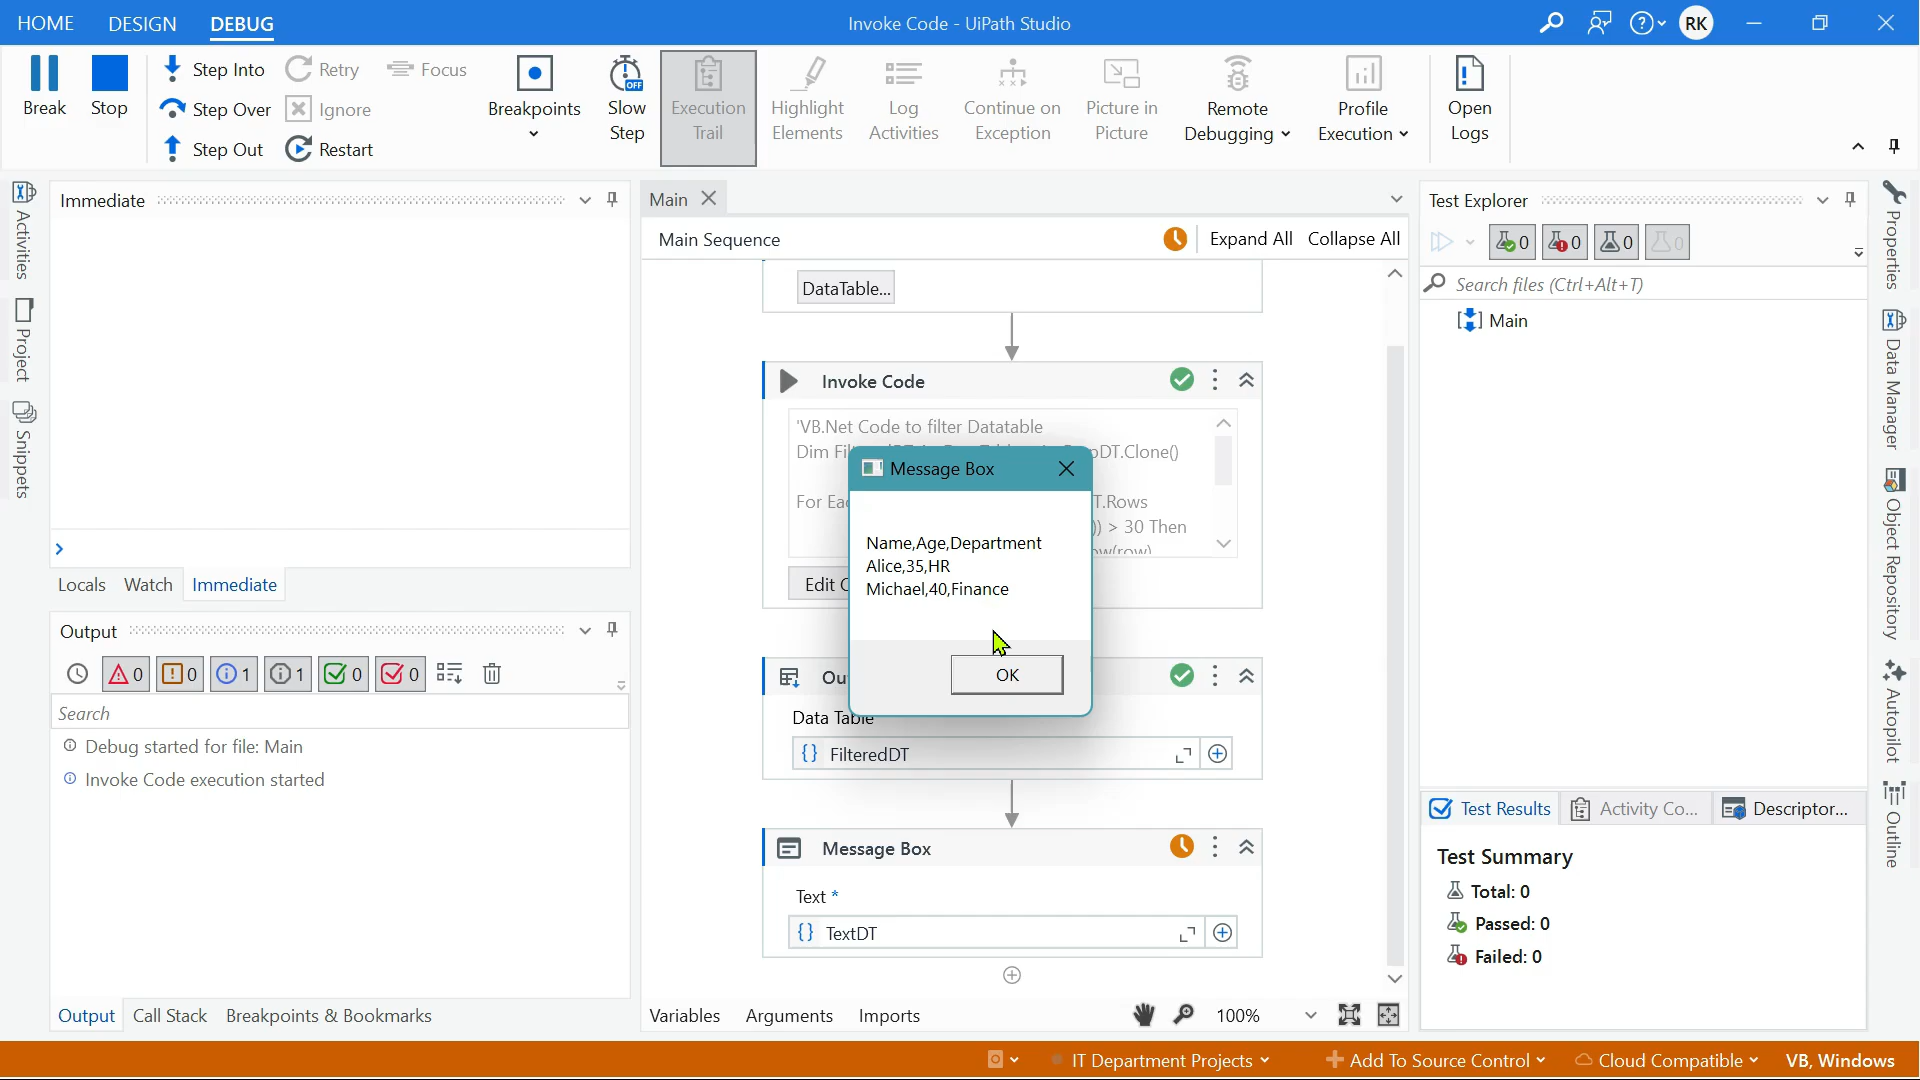 HOME DESIGN DEBUG Invoke Code - UiPath Studio RK
Break Stop Step Into Step Over Step Out Retry Ignore Restart Focus
Breakpoints Slow Step OFF Execution Trail Highlight Elements Log Activities Continue on Exception Picture in Picture Remote Debugging Profile Execution Open Logs
Activities
Project
Snippets
Immediate
Locals Watch Immediate
Output
0 0 1 1 0 0
Search
Debug started for file: Main
Invoke Code execution started
Output Call Stack Breakpoints & Bookmarks
Main
Main Sequence Expand All Collapse All
DataTable...
Invoke Code
'VB.Net Code to filter Datatable
Dim DT.Clone()
For T.Rows
)) > 30 Then
Edit
Message Box
Name,Age,Department
Alice,35,HR
Michael,40,Finance
OK
Data Table
{} FilteredDT
Message Box
Text *
{} TextDT
Variables Arguments Imports 100%
Test Explorer
0 0 0 0
Search files (Ctrl+Alt+T)
Main
Test Results Activity Co... Descriptor...
Test Summary
Total: 0
Passed: 0
Failed: 0
Properties
Data Manager
Object Repository
Autopilot
Outline
IT Department Projects Add To Source Control Cloud Compatible VB, Windows